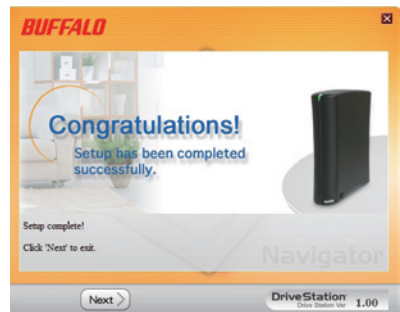 BUFFALO
Congratulations!
Setup has been completed
successfully.
Setup complete!
Click 'Next' to exit.
Navigator
Next
DriveStation
Drive Station Ver 1.00